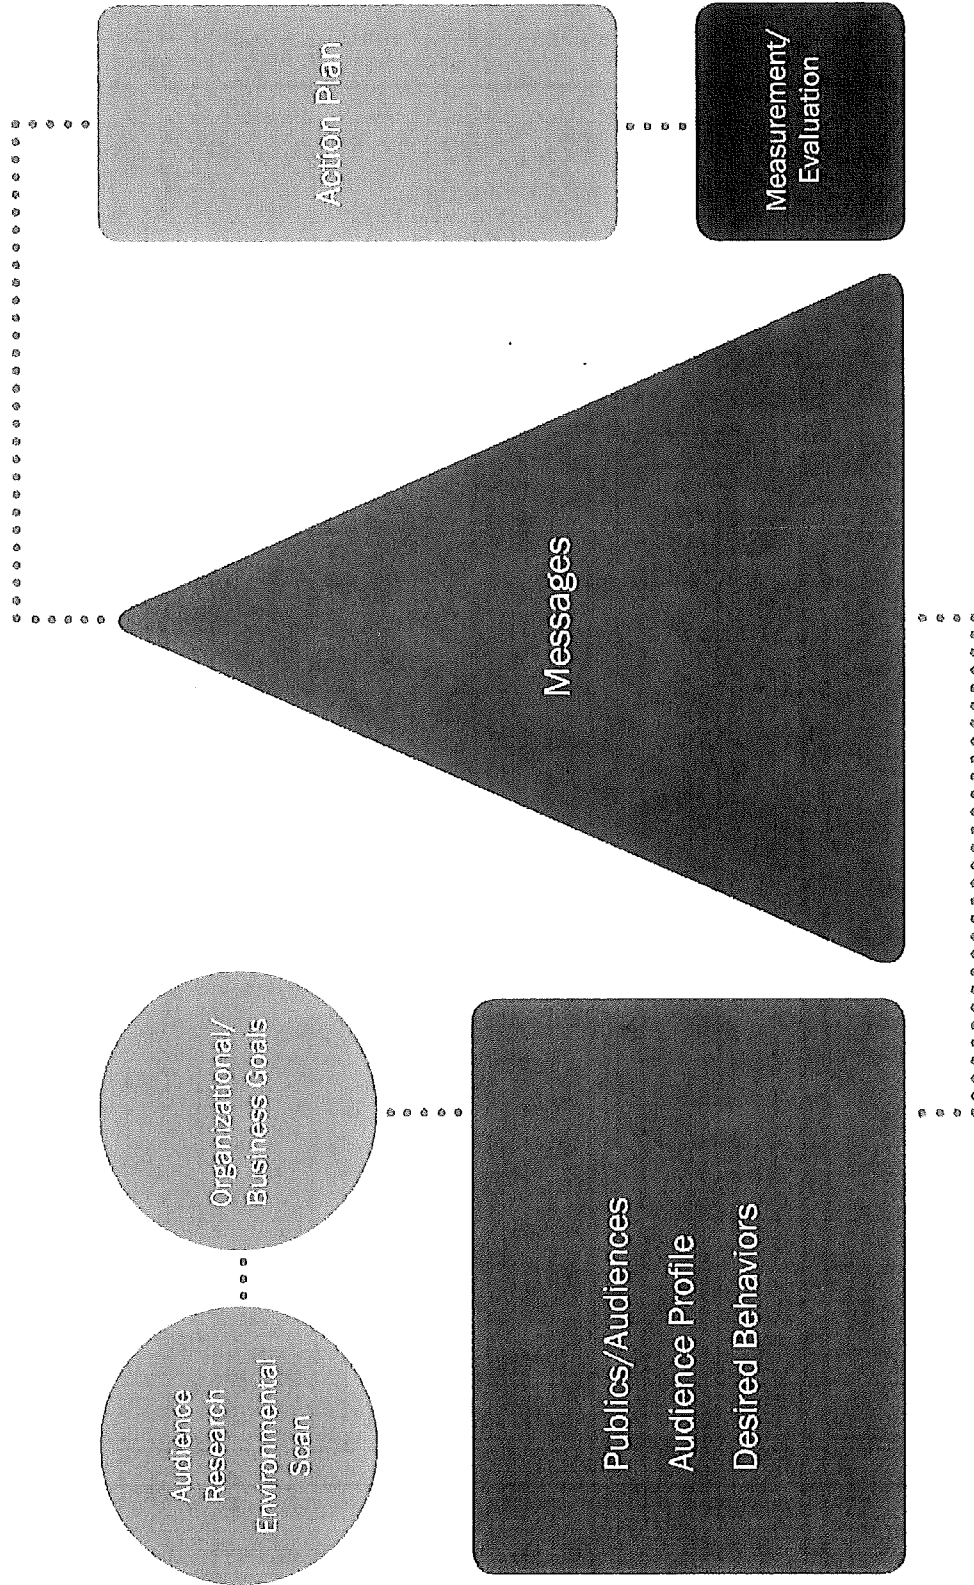 Audience
Research
Environmental
Scan
Organizational/
Business Goals
Publics/Audiences
Audience Profile
Desired Behaviors
Messages
Action Plan
Measurement/
Evaluation